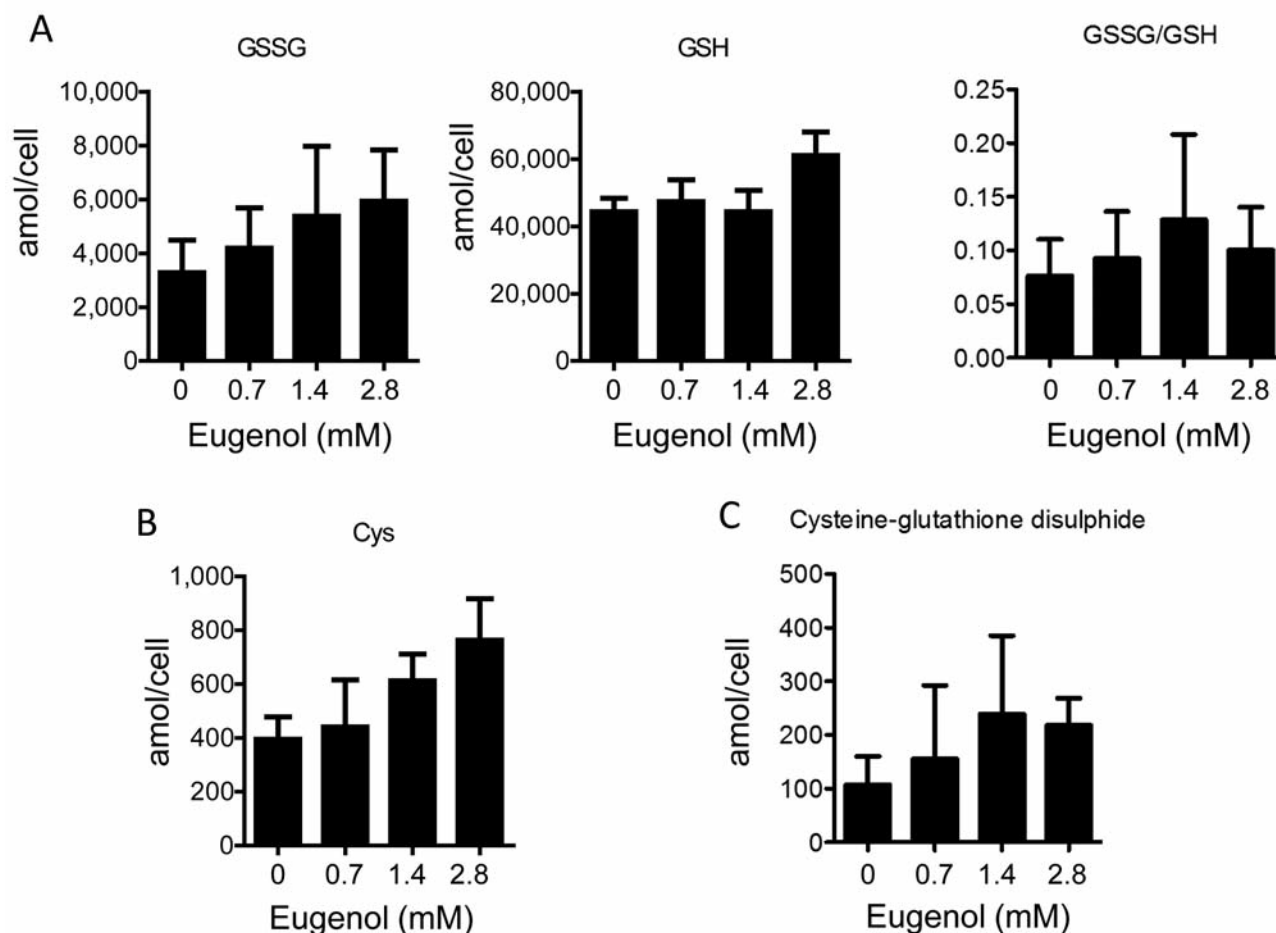 A
GSSG
10,000
8,000
6,000
4,000
2,000
0
amol/cell
0 0.7 1.4 2.8
Eugenol (mM)
GSH
80,000
60,000
40,000
20,000
0
amol/cell
0 0.7 1.4 2.8
Eugenol (mM)
GSSG/GSH
0.25
0.20
0.15
0.10
0.05
0.00
0 0.7 1.4 2.8
Eugenol (mM)
B
Cys
1,000
800
600
400
200
0
amol/cell
0 0.7 1.4 2.8
Eugenol (mM)
C
Cysteine-glutathione disulphide
500
400
300
200
100
0
amol/cell
0 0.7 1.4 2.8
Eugenol (mM)